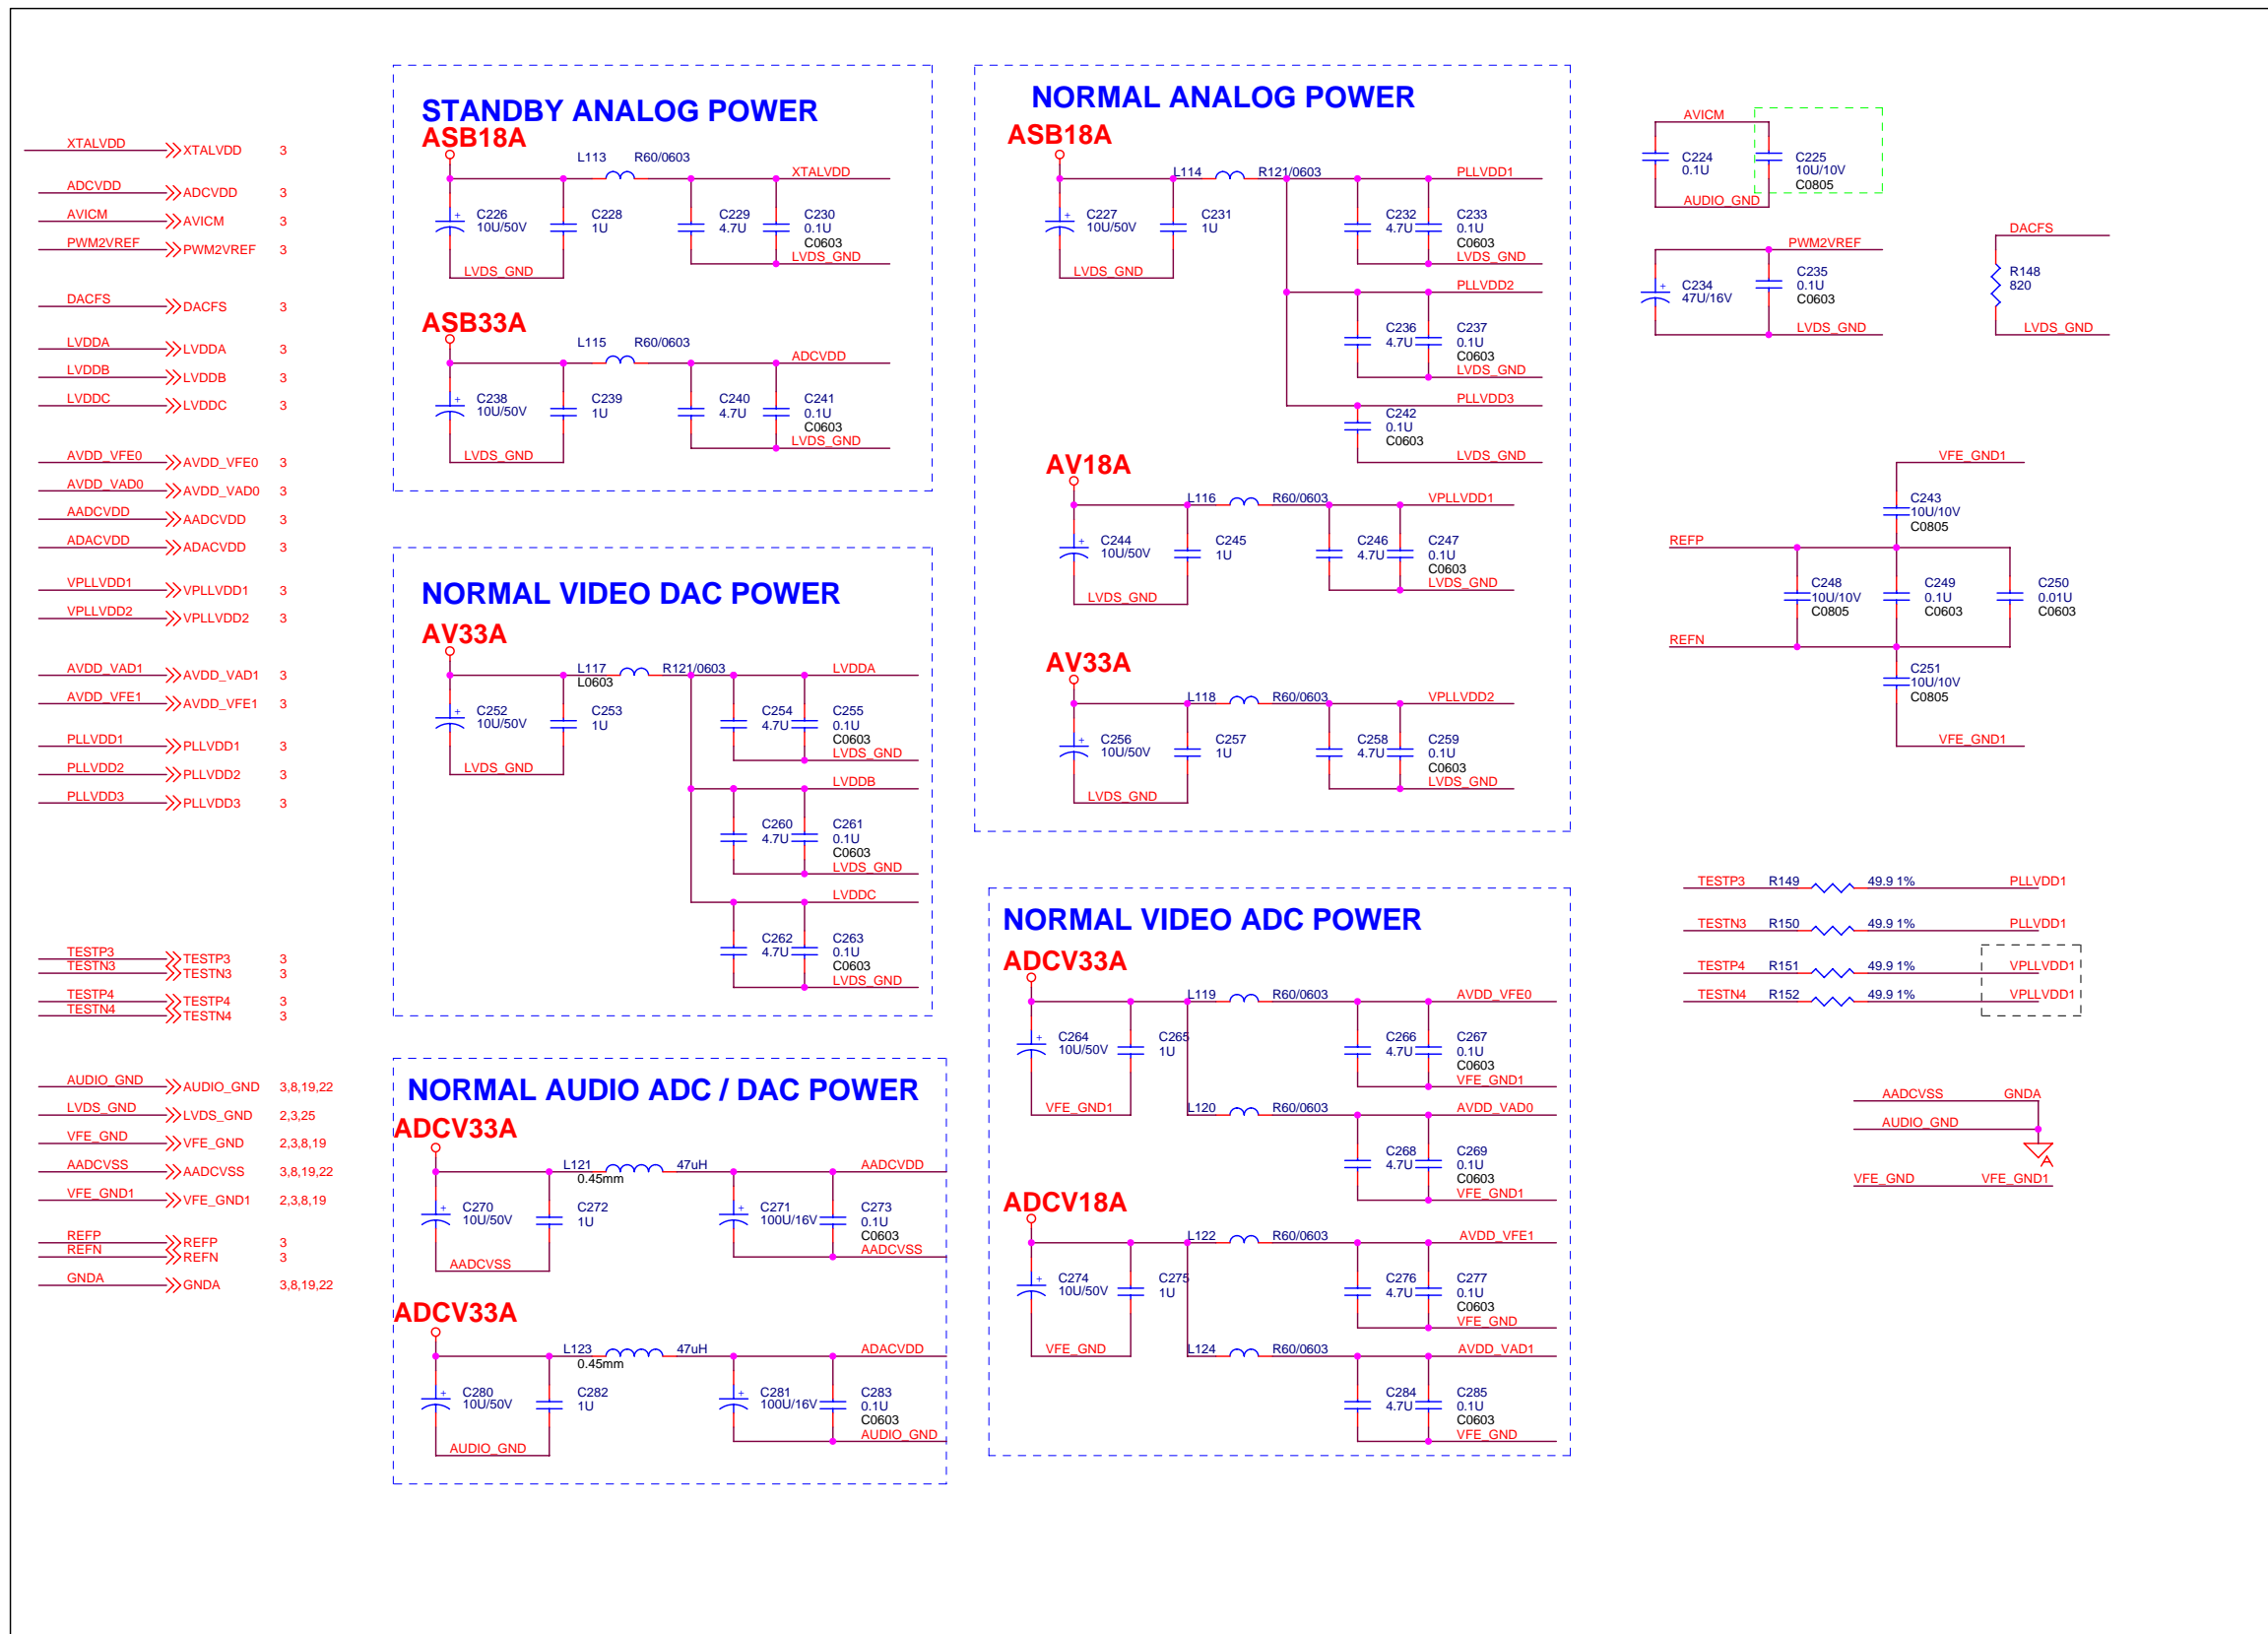 XTALVDD XTALVDD 3
ADCVDD ADCVDD 3
AVICM AVICM 3
PWM2VREF PWM2VREF 3
DACFS DACFS 3
LVDDA LVDDA 3
LVDDB LVDDB 3
LVDDC LVDDC 3
AVDD_VFE0 AVDD_VFE0 3
AVDD_VAD0 AVDD_VAD0 3
AADCVDD AADCVDD 3
ADACVDD ADACVDD 3
VPLLVDD1 VPLLVDD1 3
VPLLVDD2 VPLLVDD2 3
AVDD_VAD1 AVDD_VAD1 3
AVDD_VFE1 AVDD_VFE1 3
PLLVDD1 PLLVDD1 3
PLLVDD2 PLLVDD2 3
PLLVDD3 PLLVDD3 3
TESTP3 TESTP3 3
TESTN3 TESTN3 3
TESTP4 TESTP4 3
TESTN4 TESTN4 3
AUDIO_GND AUDIO_GND 3,8,19,22
LVDS_GND LVDS_GND 2,3,25
VFE_GND VFE_GND 2,3,8,19
AADCVSS AADCVSS 3,8,19,22
VFE_GND1 VFE_GND1 2,3,8,19
REFP REFP 3
REFN REFN 3
GNDA GNDA 3,8,19,22
STANDBY ANALOG POWER
ASB18A
L113 R60/0603
XTALVDD
C226 C228 C229 C230
10U/50V 1U 4.7U 0.1U
C0603
LVDS_GND
LVDS_GND
ASB33A
L115 R60/0603
ADCVDD
C238 C239 C240 C241
10U/50V 1U 4.7U 0.1U
C0603
LVDS_GND
LVDS_GND
NORMAL VIDEO DAC POWER
AV33A
L117 R121/0603 LVDDA
L0603
C252 C253 C254 C255
10U/50V 1U 4.7U 0.1U
C0603
LVDS_GND
LVDS_GND
LVDDB
C260 C261
4.7U 0.1U
C0603
LVDS_GND
LVDDC
C262 C263
4.7U 0.1U
C0603
LVDS_GND
NORMAL AUDIO ADC / DAC POWER
ADCV33A
L121 47uH AADCVDD
0.45mm
C270 C272 C271 C273
10U/50V 1U 100U/16V 0.1U
C0603
AADCVSS
AADCVSS
ADCV33A
L123 47uH ADACVDD
0.45mm
C280 C282 C281 C283
10U/50V 1U 100U/16V 0.1U
C0603
AUDIO_GND
AUDIO_GND
NORMAL ANALOG POWER
ASB18A
L114 R121/0603 PLLVDD1
C227 C231 C232 C233
10U/50V 1U 4.7U 0.1U
C0603
LVDS_GND
LVDS_GND
PLLVDD2
C236 C237
4.7U 0.1U
C0603
LVDS_GND
PLLVDD3
C242
0.1U
C0603
LVDS_GND
AV18A
L116 R60/0603 VPLLVDD1
C244 C245 C246 C247
10U/50V 1U 4.7U 0.1U
C0603
LVDS_GND
LVDS_GND
AV33A
L118 R60/0603 VPLLVDD2
C256 C257 C258 C259
10U/50V 1U 4.7U 0.1U
C0603
LVDS_GND
LVDS_GND
NORMAL VIDEO ADC POWER
ADCV33A
L119 R60/0603 AVDD_VFE0
C264 C265 C266 C267
10U/50V 1U 4.7U 0.1U
C0603
VFE_GND1
VFE_GND1
L120 R60/0603 AVDD_VAD0
C268 C269
4.7U 0.1U
C0603
VFE_GND1
ADCV18A
L122 R60/0603 AVDD_VFE1
C274 C275 C276 C277
10U/50V 1U 4.7U 0.1U
C0603
VFE_GND
VFE_GND
L124 R60/0603 AVDD_VAD1
C284 C285
4.7U 0.1U
C0603
VFE_GND
AVICM
C224 C225
0.1U 10U/10V
C0805
AUDIO_GND
PWM2VREF
C234 C235
47U/16V 0.1U
C0603
LVDS_GND
DACFS
R148
820
LVDS_GND
VFE_GND1
C243
10U/10V
C0805
REFP
C248 C249 C250
10U/10V 0.1U 0.01U
C0805 C0603 C0603
REFN
C251
10U/10V
C0805
VFE_GND1
TESTP3 R149 49.9 1% PLLVDD1
TESTN3 R150 49.9 1% PLLVDD1
TESTP4 R151 49.9 1% VPLLVDD1
TESTN4 R152 49.9 1% VPLLVDD1
AADCVSS GNDA
AUDIO_GND
A
VFE_GND VFE_GND1